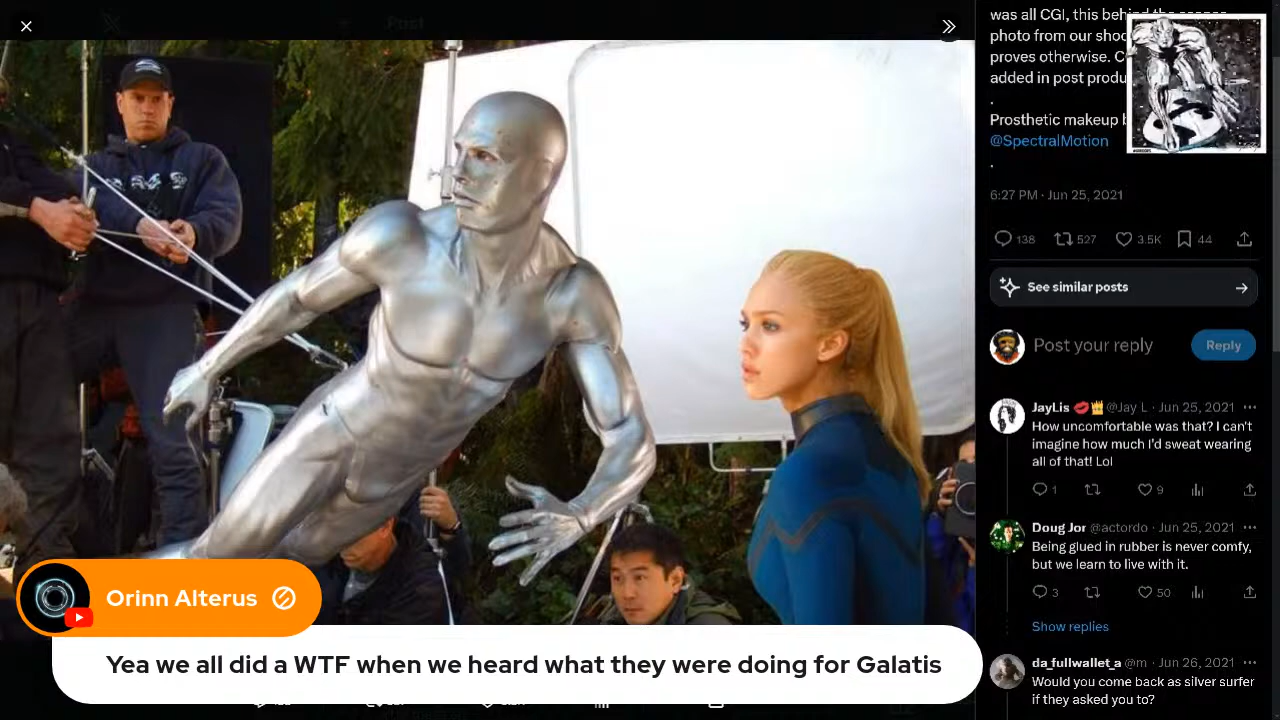 Post
was all CGI, this behind the scenes
photo from our shoo
proves otherwise. C
added in post produ
.
Prosthetic makeup b
@SpectralMotion
.
6:27 PM · Jun 25, 2021
138 527 3.5K 44
See similar posts
Post your reply Reply
JayLis @Jay L · Jun 25, 2021
How uncomfortable was that? I can't
imagine how much I'd sweat wearing
all of that! Lol
1 9
Doug Jor @actordo · Jun 25, 2021
Being glued in rubber is never comfy,
but we learn to live with it.
3 50
Show replies
da_fullwallet_a @m · Jun 26, 2021
Would you come back as silver surfer
if they asked you to?
Orinn Alterus
Yea we all did a WTF when we heard what they were doing for Galatis